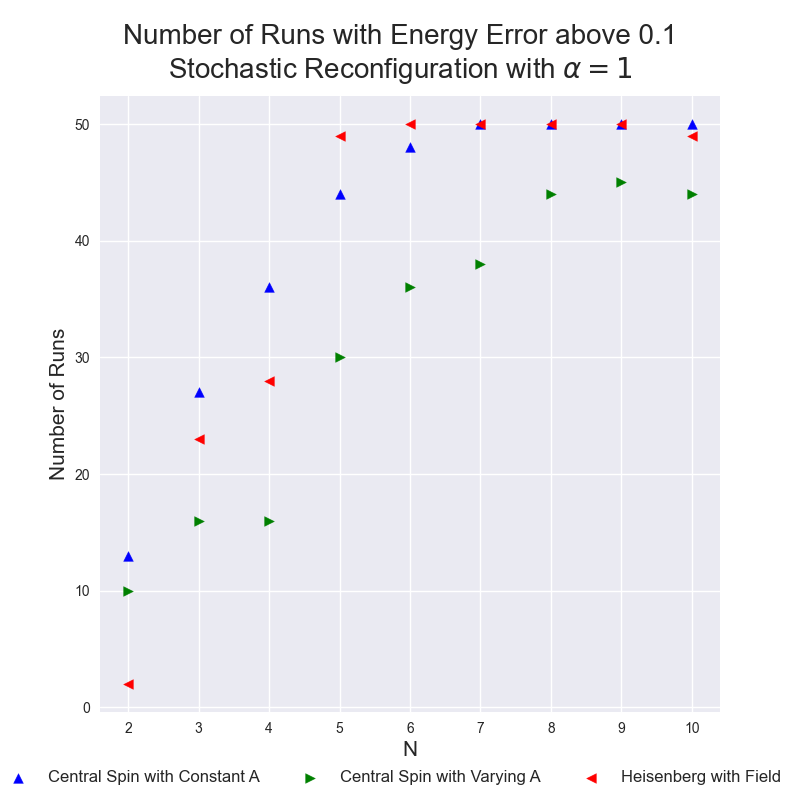 Number of Runs with Energy Error above 0.1
Stochastic Reconfiguration with α = 1
50
40
30
20
10
0
Number of Runs
2 3 4 5 6 7 8 9 10
N
Central Spin with Constant A Central Spin with Varying A Heisenberg with Field